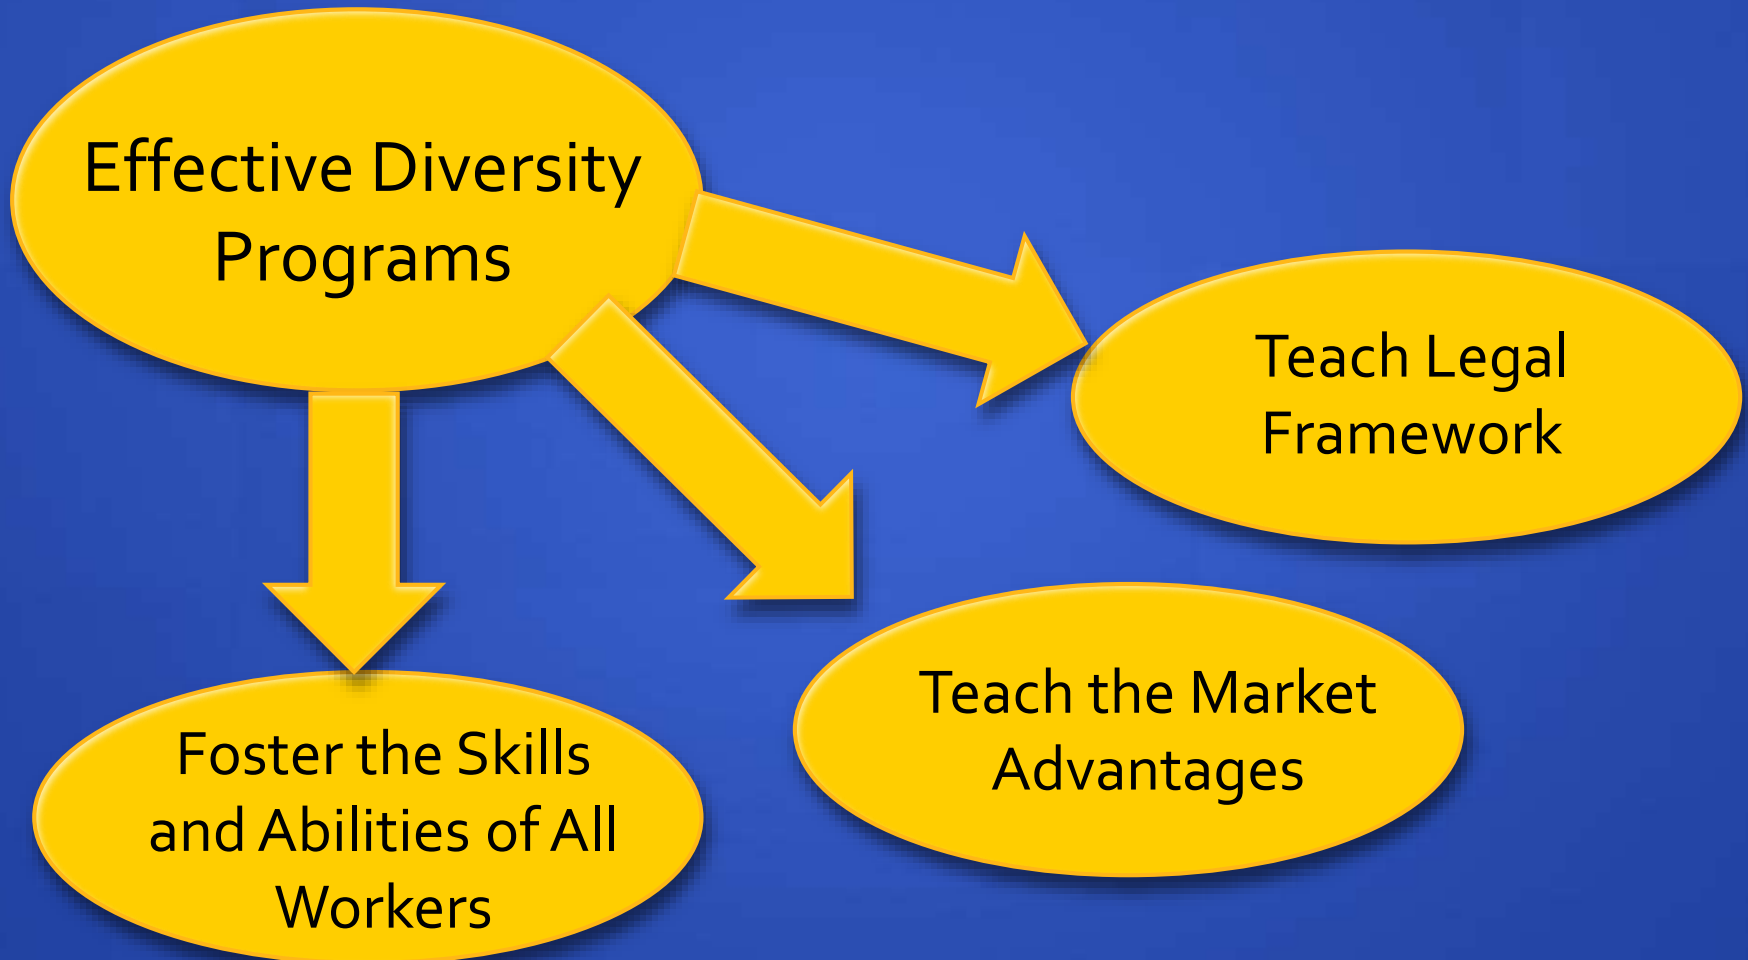 Effective Diversity
Programs
Teach Legal
Framework
Teach the Market
Advantages
Foster the Skills
and Abilities of All
Workers